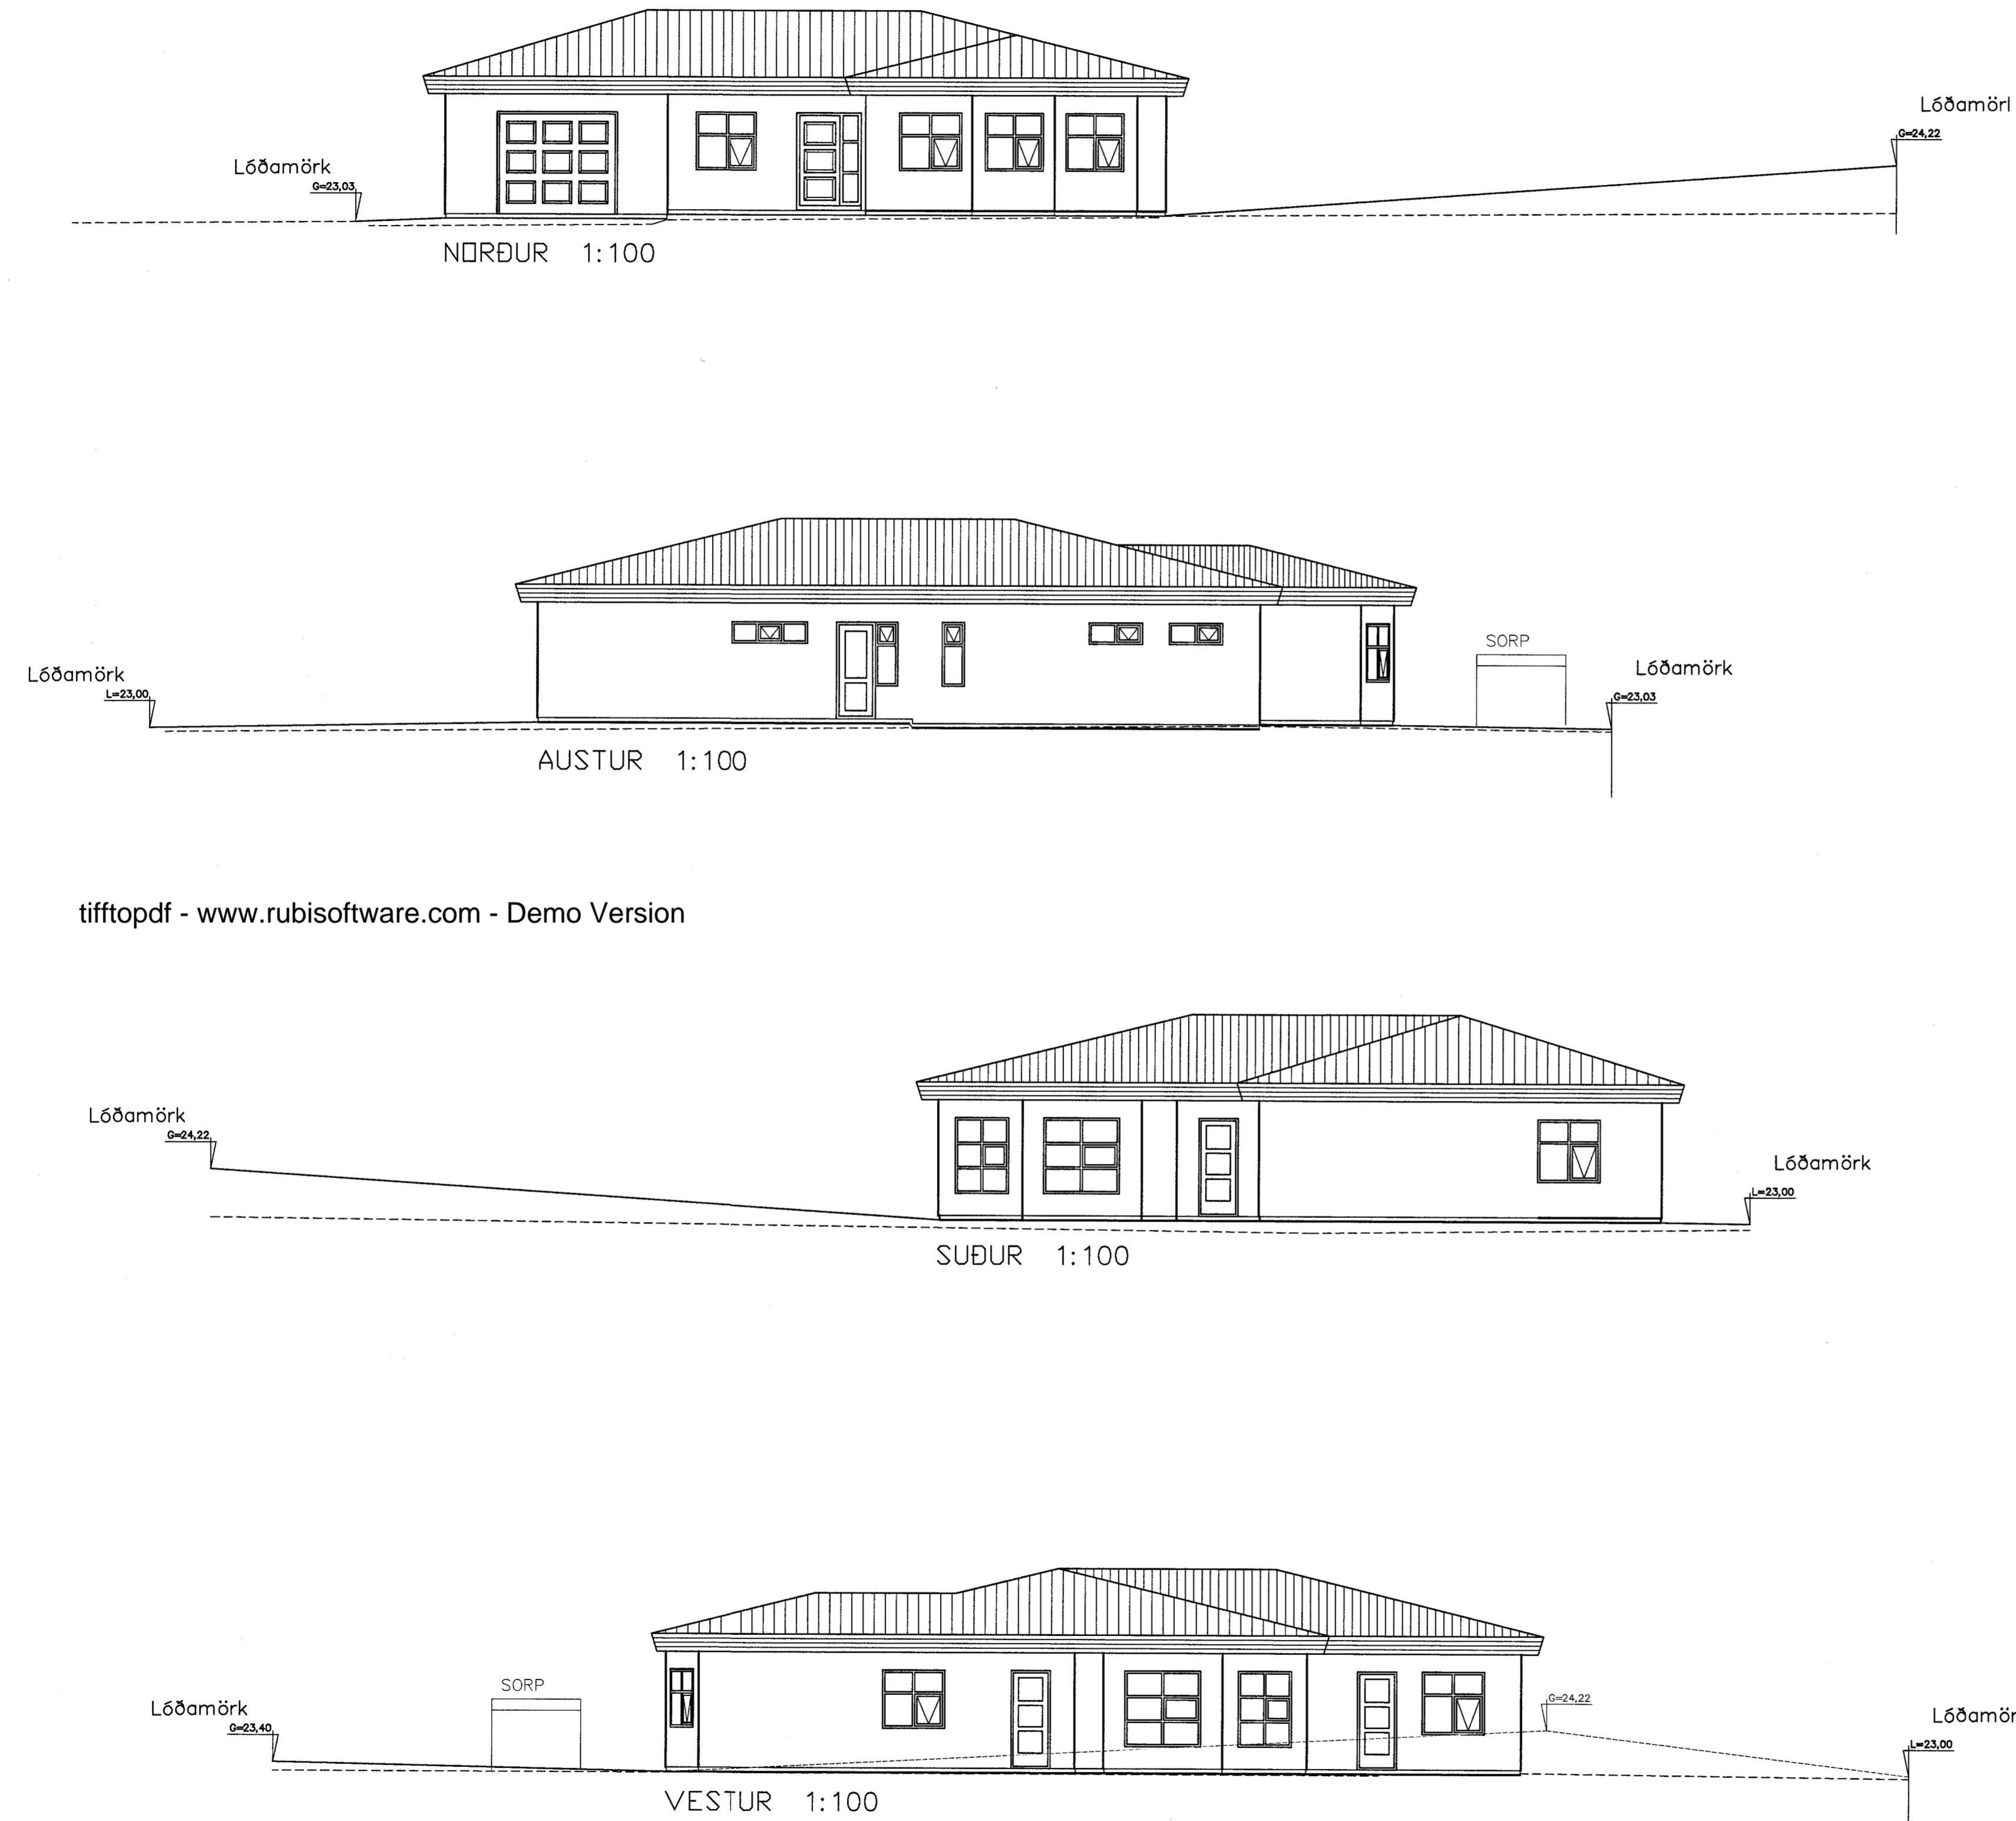 Lóðamörk
G=23,03
Lóðamörl
G=24,22
NORÐUR 1:100
Lóðamörk
L=23,00
SORP
Lóðamörk
G=23,03
AUSTUR 1:100
tifftopdf - www.rubisoftware.com - Demo Version
Lóðamörk
G=24,22
Lóðamörk
L=23,00
SUÐUR 1:100
SORP
Lóðamörk
G=23,40
G=24,22
Lóðamör
L=23,00
VESTUR 1:100